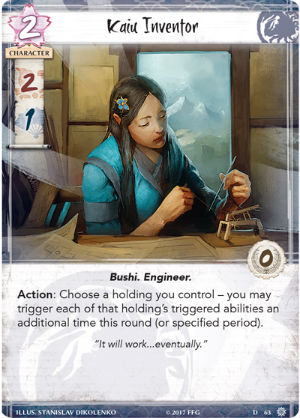 2
Kaiu Inventor
CHARACTER
2
1
0
Bushi. Engineer.
Action: Choose a holding you control – you may
trigger each of that holding's triggered abilities an
additional time this round (or specified period).
"It will work...eventually."
ILLUS. STANISLAV DIKOLENKO © 2017 FFG D 63